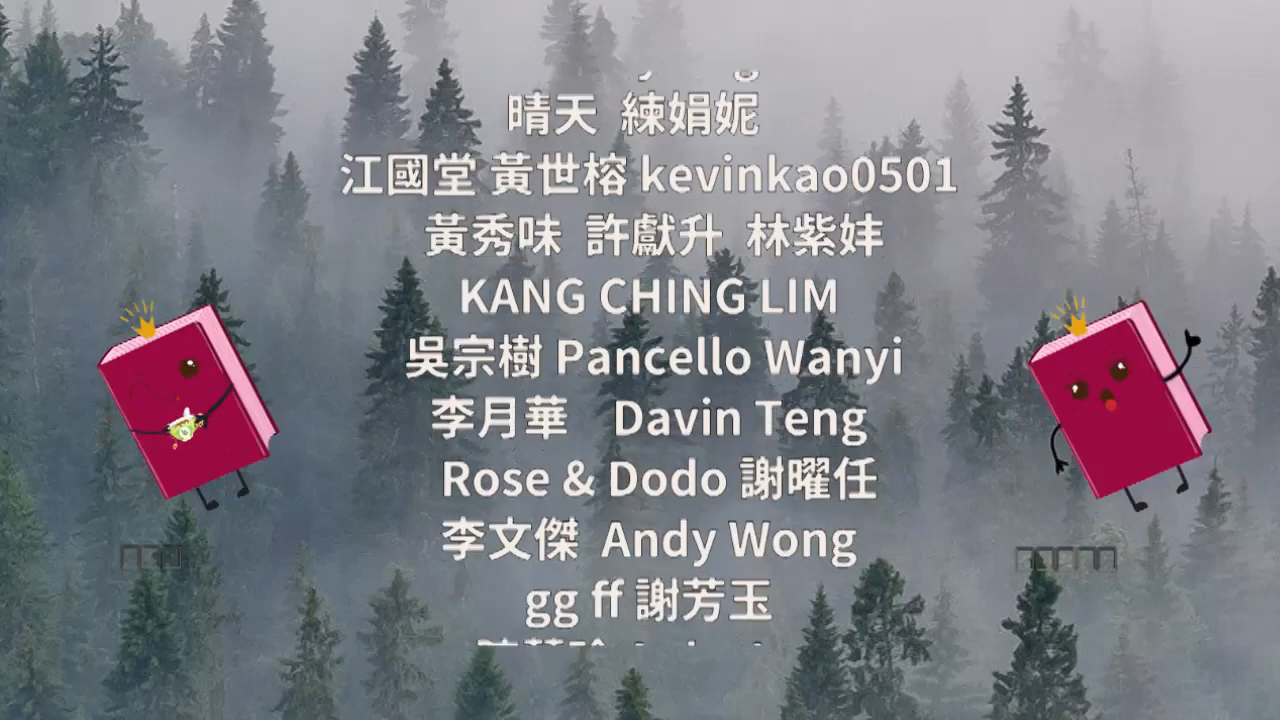 晴天 練娟妮
江國堂 黃世榕 kevinkao0501
黃秀味 許獻升 林紫妦
KANG CHING LIM
吳宗樹 Pancello Wanyi
李月華 Davin Teng
Rose & Dodo 謝曜任
李文傑 Andy Wong
gg ff 謝芳玉